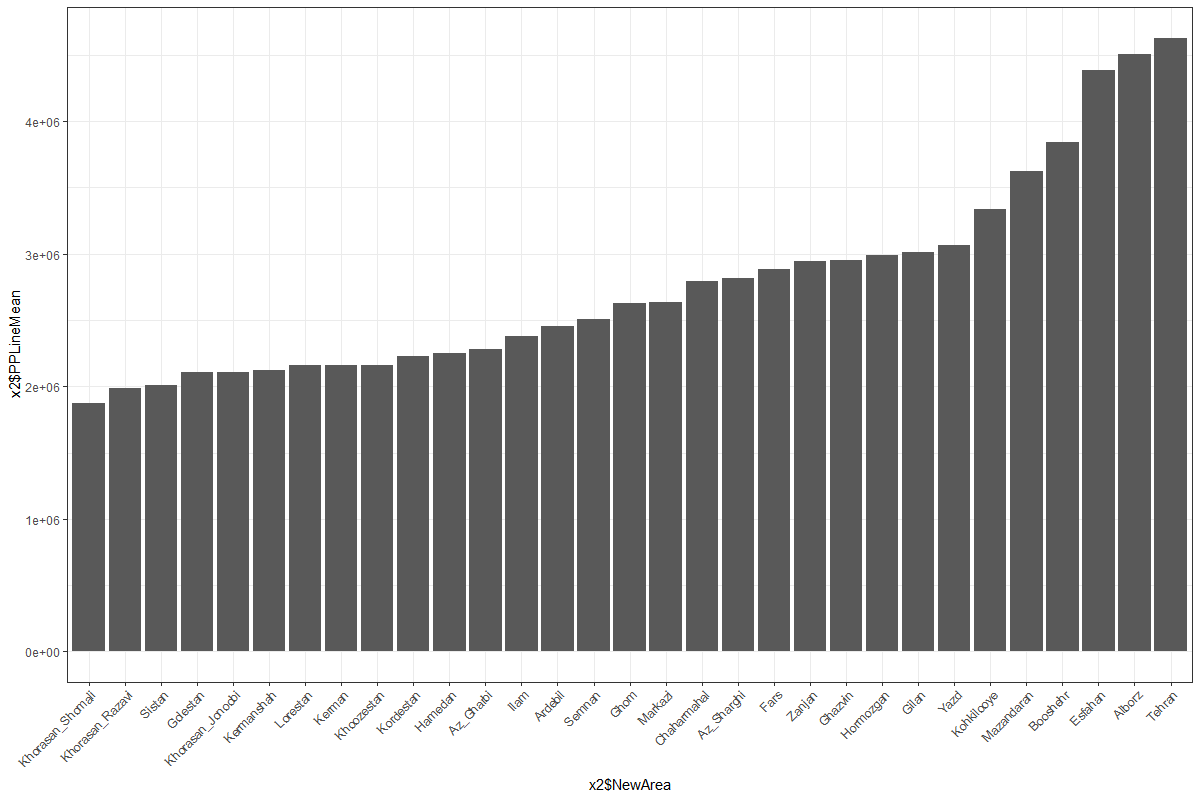 x2$PPLineMean
4e+06
3e+06
2e+06
1e+06
0e+00
Khorasan_Shomali
Khorasan_Razavi
Sistan
Golestan
Khorasan_Jonoobi
Kermanshah
Lorestan
Kerman
Khoozestan
Kordestan
Hamedan
Az_Gharbi
Ilam
Ardebil
Semnan
Ghom
Markazi
Chaharmahal
Az_Sharghi
Fars
Zanjan
Ghazvin
Hormozgan
Gilan
Yazd
Kohkilooye
Mazandaran
Booshehr
Esfahan
Alborz
Tehran
x2$NewArea